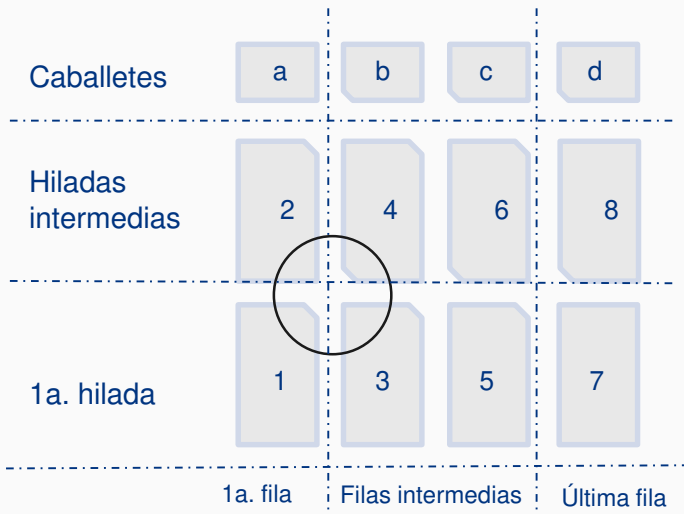 Caballetes a b c d
Hiladas
intermedias 2 4 6 8
1a. hilada 1 3 5 7
1a. fila Filas intermedias Última fila